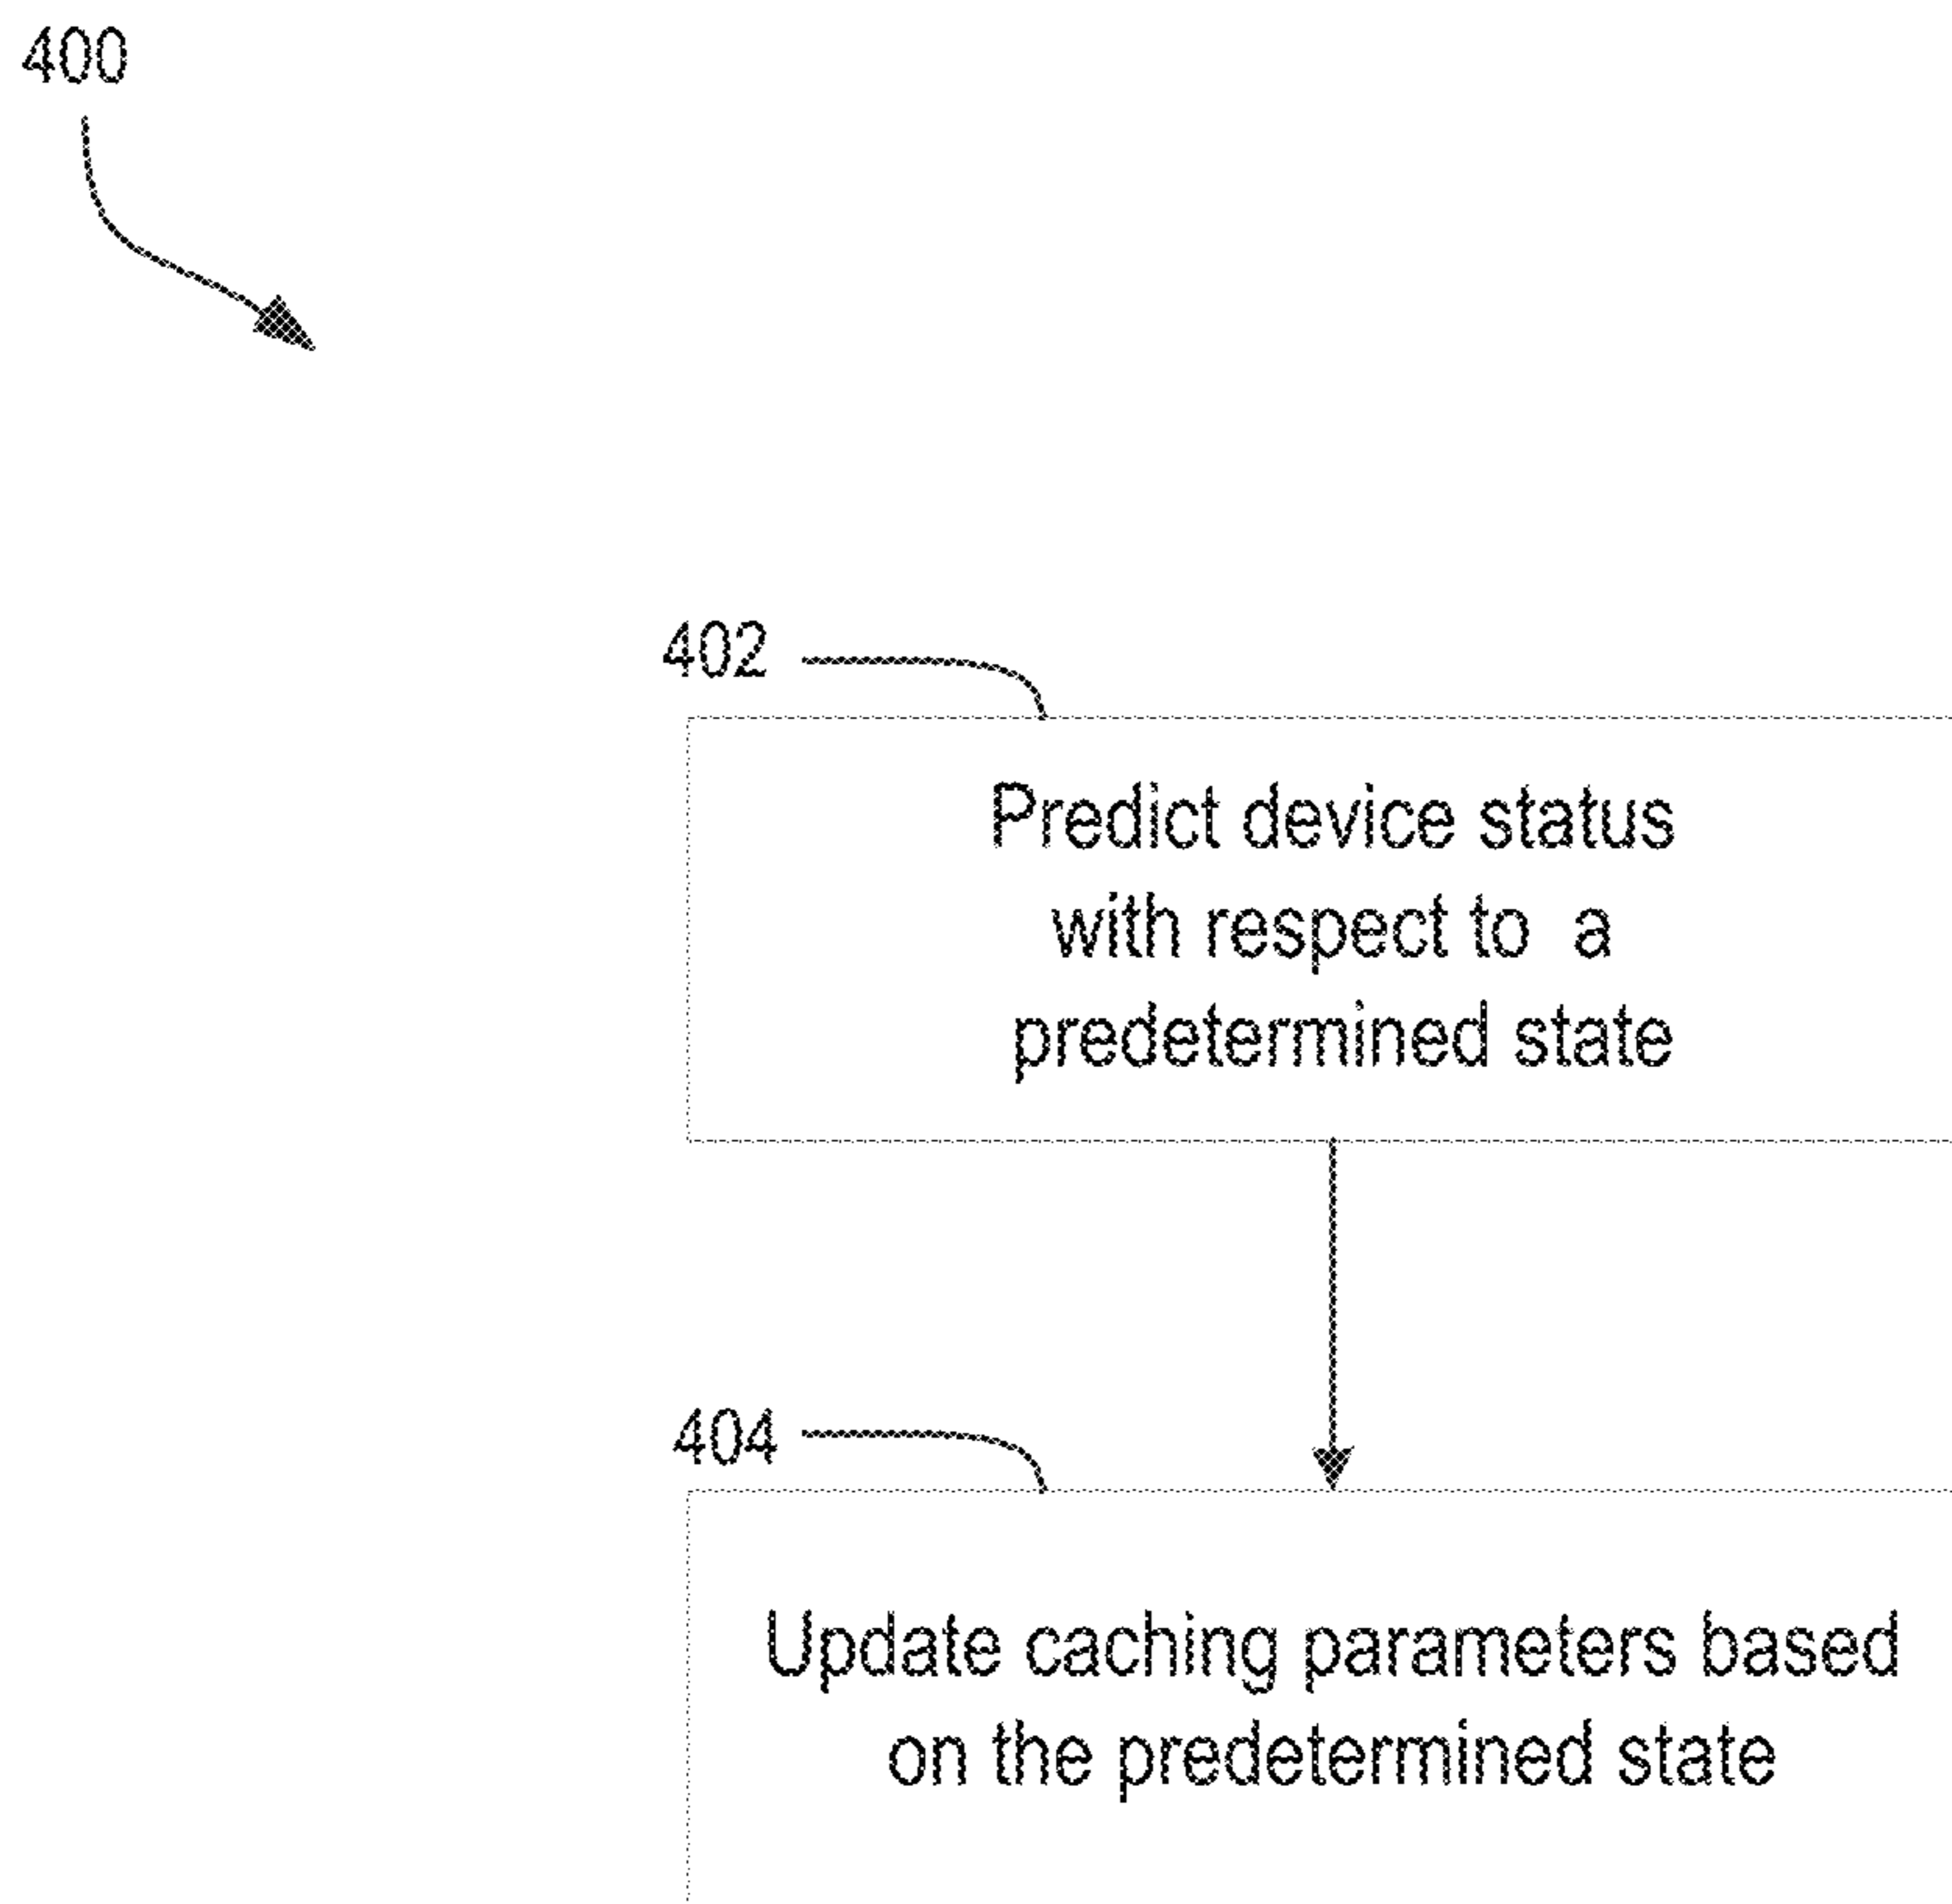 400
402
Predict device status
with respect to a
predetermined state
404
Update caching parameters based
on the predetermined state